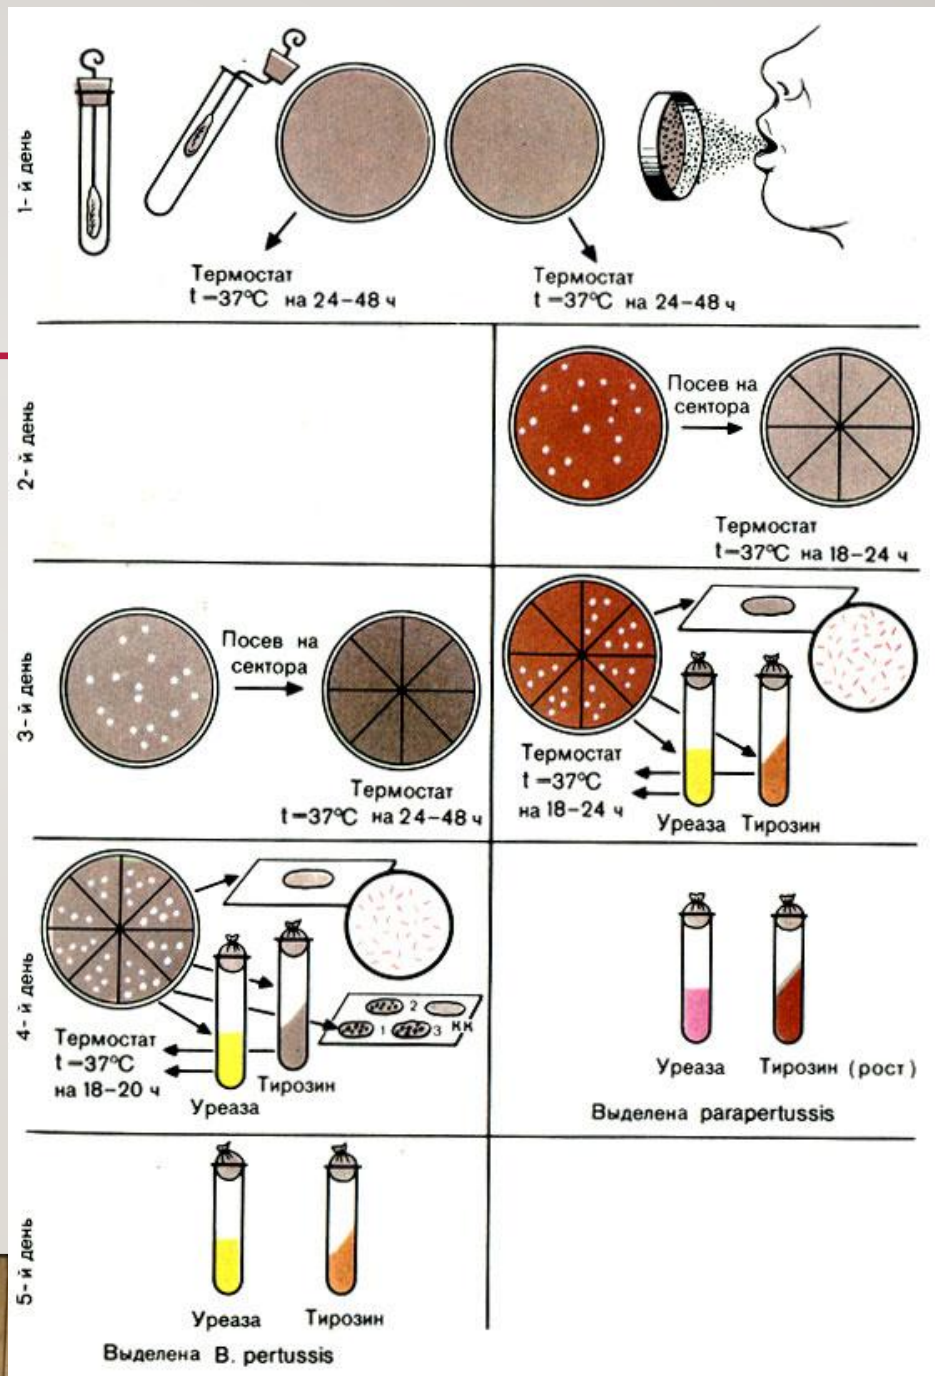 1- й день
Термостат
t =37°C на 24-48 ч
Термостат
t =37°C на 24-48 ч
2- й день
Посев на
сектора
Термостат
t=37°C на 18-24 ч
3- й день
Посев на
сектора
Термостат
t=37°C на 24-48 ч
Термостат
t =37°C
на 18-24 ч
Уреаза
Тирозин
4- й день
1
2
3
КК
Термостат
t =37°C
на 18-20 ч
Уреаза
Тирозин
Уреаза
Тирозин (рост)
Выделена parapertussis
5- й день
Уреаза
Тирозин
Выделена B. pertussis